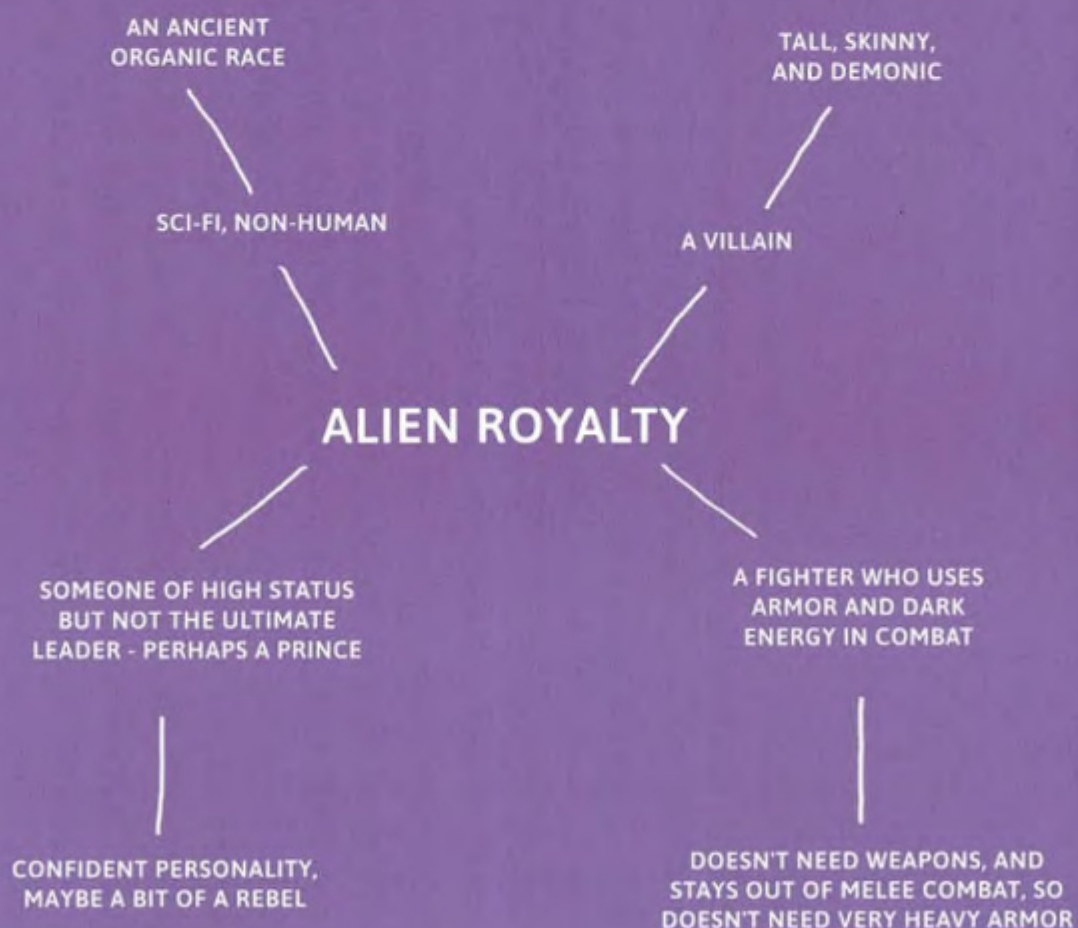 AN ANCIENT
ORGANIC RACE
TALL, SKINNY,
AND DEMONIC
SCI-FI, NON-HUMAN
A VILLAIN
ALIEN ROYALTY
SOMEONE OF HIGH STATUS
BUT NOT THE ULTIMATE
LEADER - PERHAPS A PRINCE
A FIGHTER WHO USES
ARMOR AND DARK
ENERGY IN COMBAT
CONFIDENT PERSONALITY,
MAYBE A BIT OF A REBEL
DOESN'T NEED WEAPONS, AND
STAYS OUT OF MELEE COMBAT, SO
DOESN'T NEED VERY HEAVY ARMOR